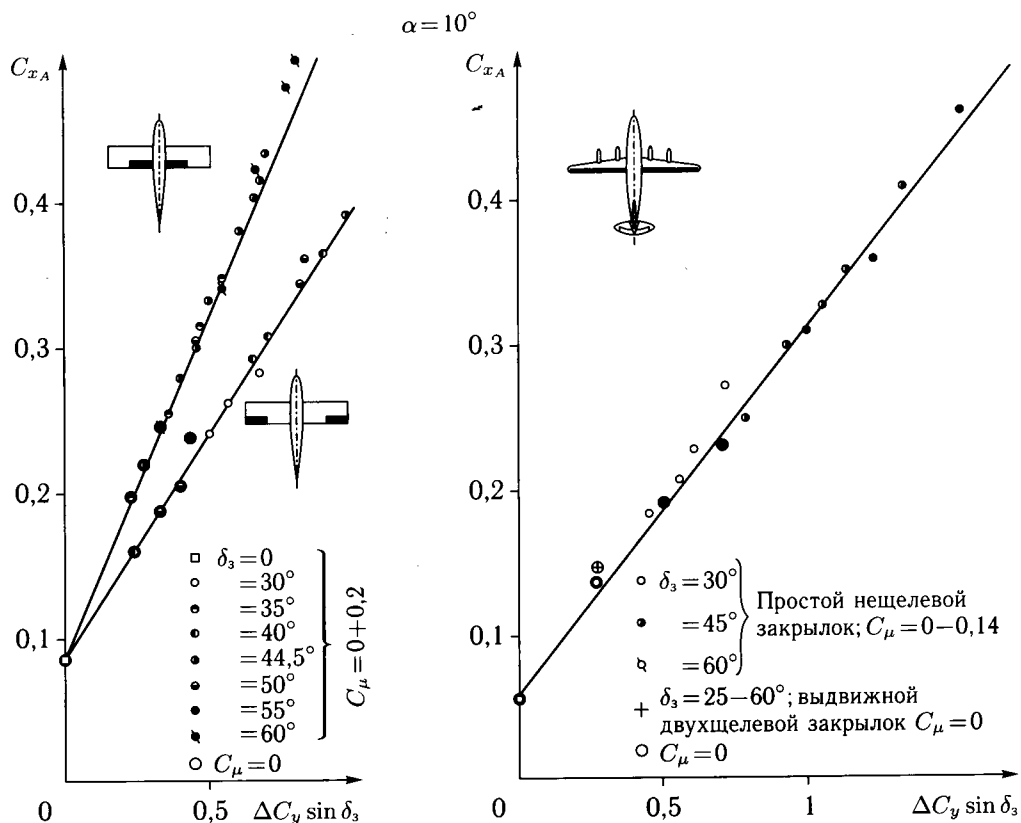 α=10°
C_{x_A}
0,4
0,3
0,2
0,1
0
0,5
ΔC_y sin δ_з
δ_з=0
=30°
=35°
=40°
=44,5°
=50°
=55°
=60°
C_μ=0+0,2
C_μ=0
C_{x_A}
0,4
0,3
0,2
0,1
0
0,5
1
ΔC_y sin δ_з
δ_з=30°
=45°
=60°
Простой нещелевой
закрылок; C_μ=0−0,14
δ_з=25−60°; выдвижной
двухщелевой закрылок C_μ=0
C_μ=0